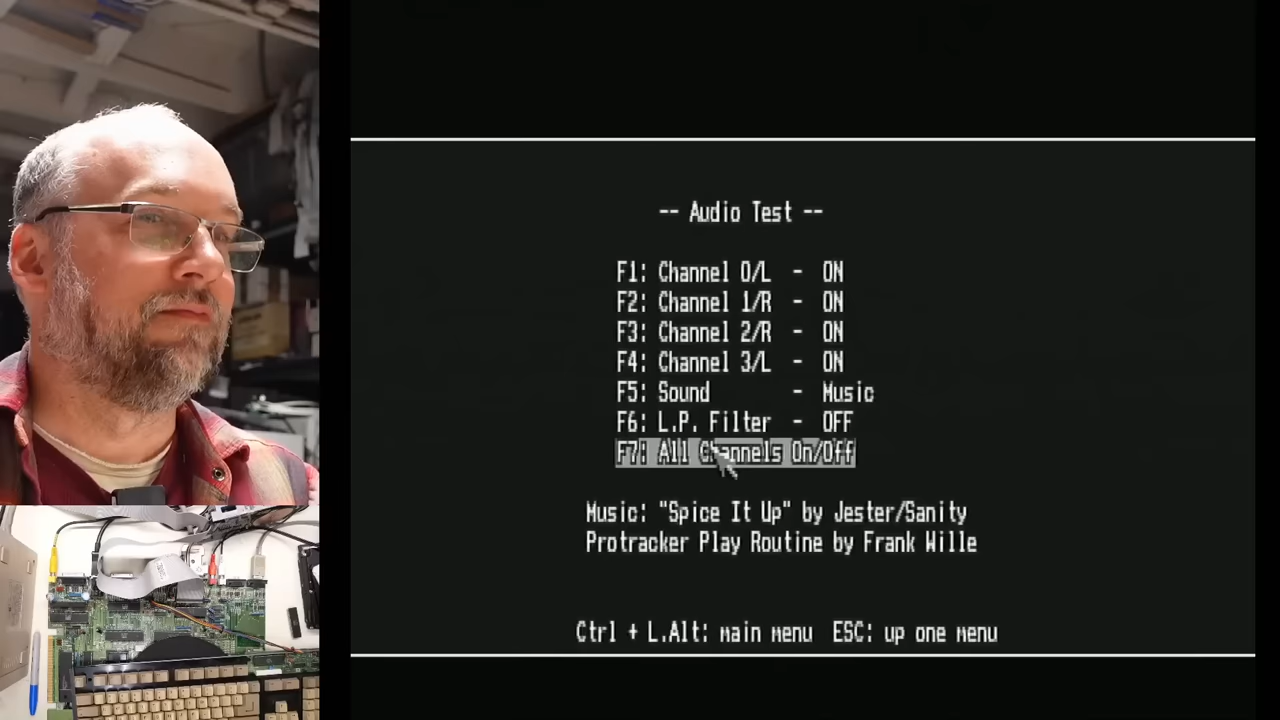 -- Audio Test --
F1: Channel 0/L - ON
F2: Channel 1/R - ON
F3: Channel 2/R - ON
F4: Channel 3/L - ON
F5: Sound - Music
F6: L.P. Filter - OFF
F7: All Channels On/Off
Music: "Spice It Up" by Jester/Sanity
Protracker Play Routine by Frank Wille
Ctrl + L.Alt: main menu ESC: up one menu